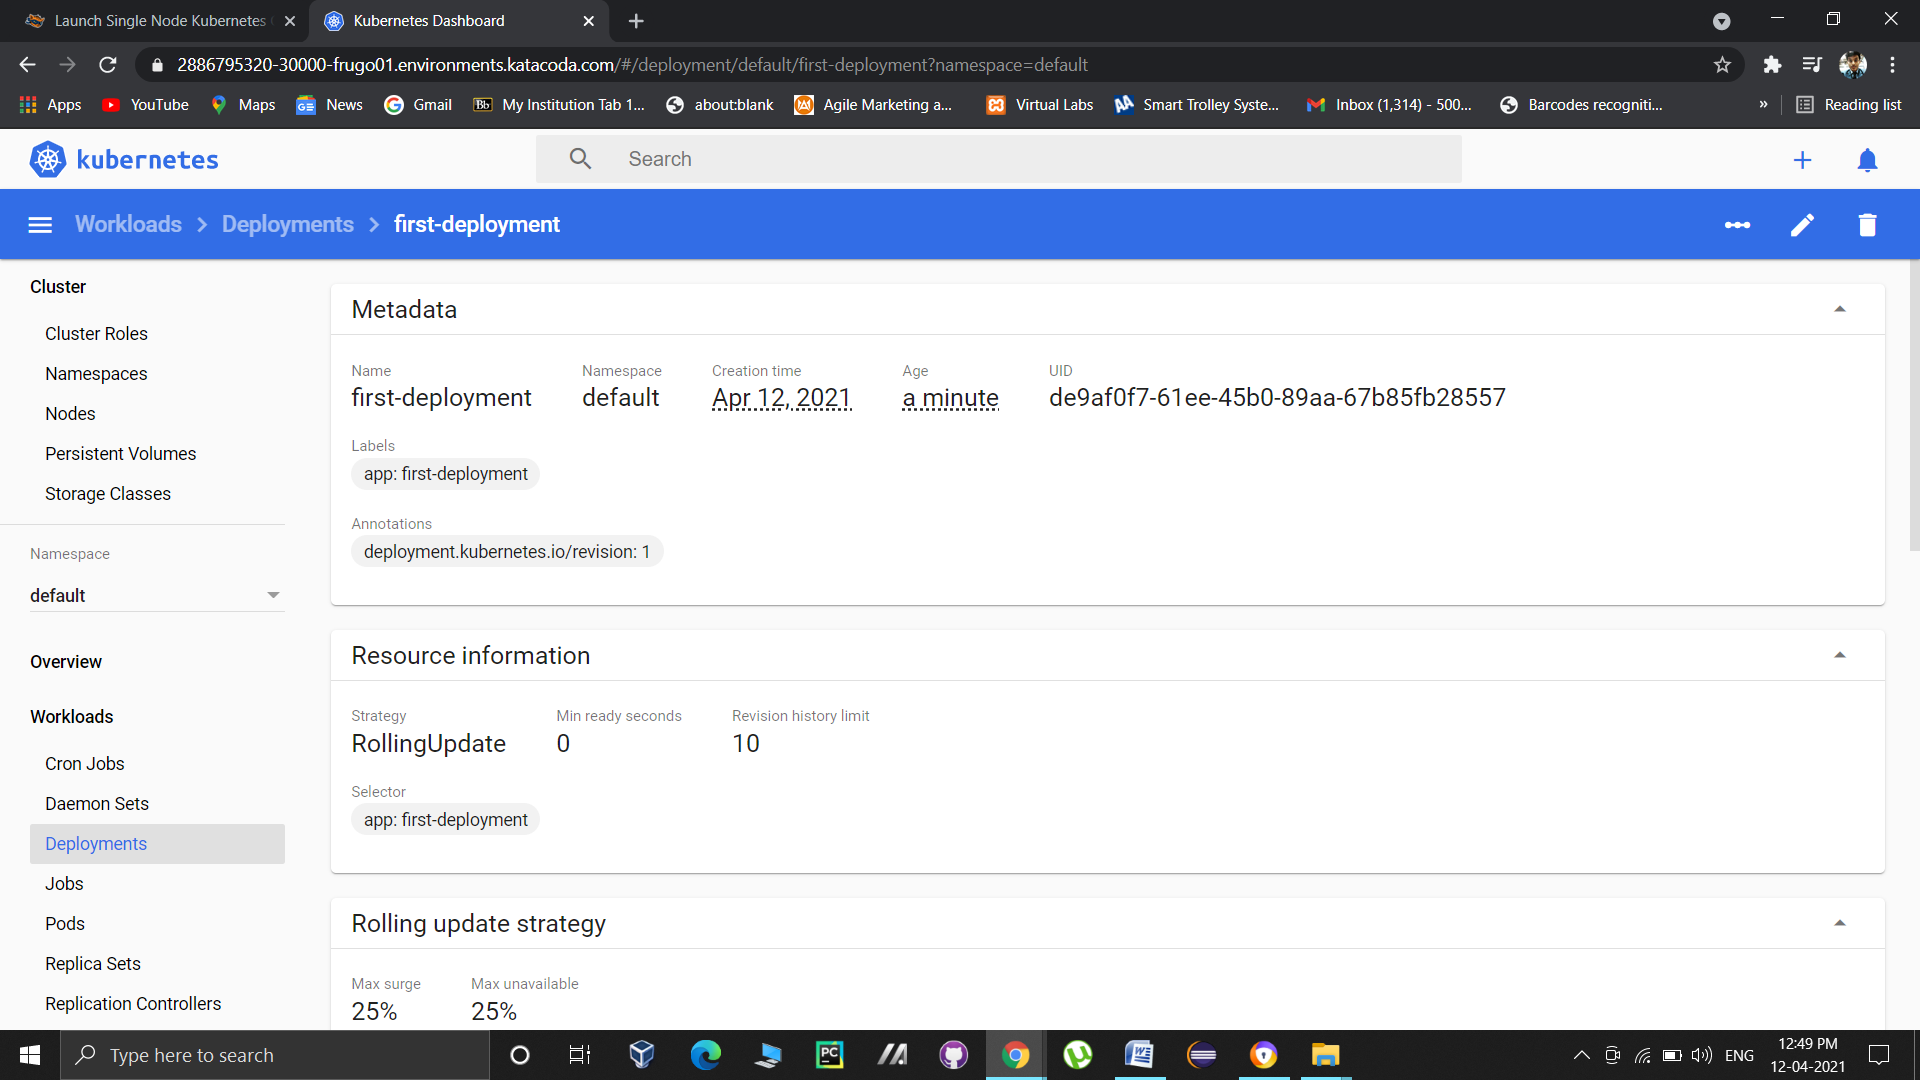 Launch Single Node Kubernetes
Kubernetes Dashboard
2886795320-30000-frugo01.environments.katacoda.com/#/deployment/default/first-deployment?namespace=default
Apps YouTube Maps News Gmail My Institution Tab 1... about:blank Agile Marketing a... Virtual Labs Smart Trolley Syste... Inbox (1,314) - 500... Barcodes recogniti... » Reading list
kubernetes
Search
Workloads > Deployments > first-deployment
Cluster
Cluster Roles
Namespaces
Nodes
Persistent Volumes
Storage Classes
Namespace
default
Overview
Workloads
Cron Jobs
Daemon Sets
Deployments
Jobs
Pods
Replica Sets
Replication Controllers
Metadata
Name Namespace Creation time Age UID
first-deployment default Apr 12, 2021 a minute de9af0f7-61ee-45b0-89aa-67b85fb28557
Labels
app: first-deployment
Annotations
deployment.kubernetes.io/revision: 1
Resource information
Strategy Min ready seconds Revision history limit
RollingUpdate 0 10
Selector
app: first-deployment
Rolling update strategy
Max surge Max unavailable
25% 25%
Type here to search
PC
ENG
12:49 PM
12-04-2021